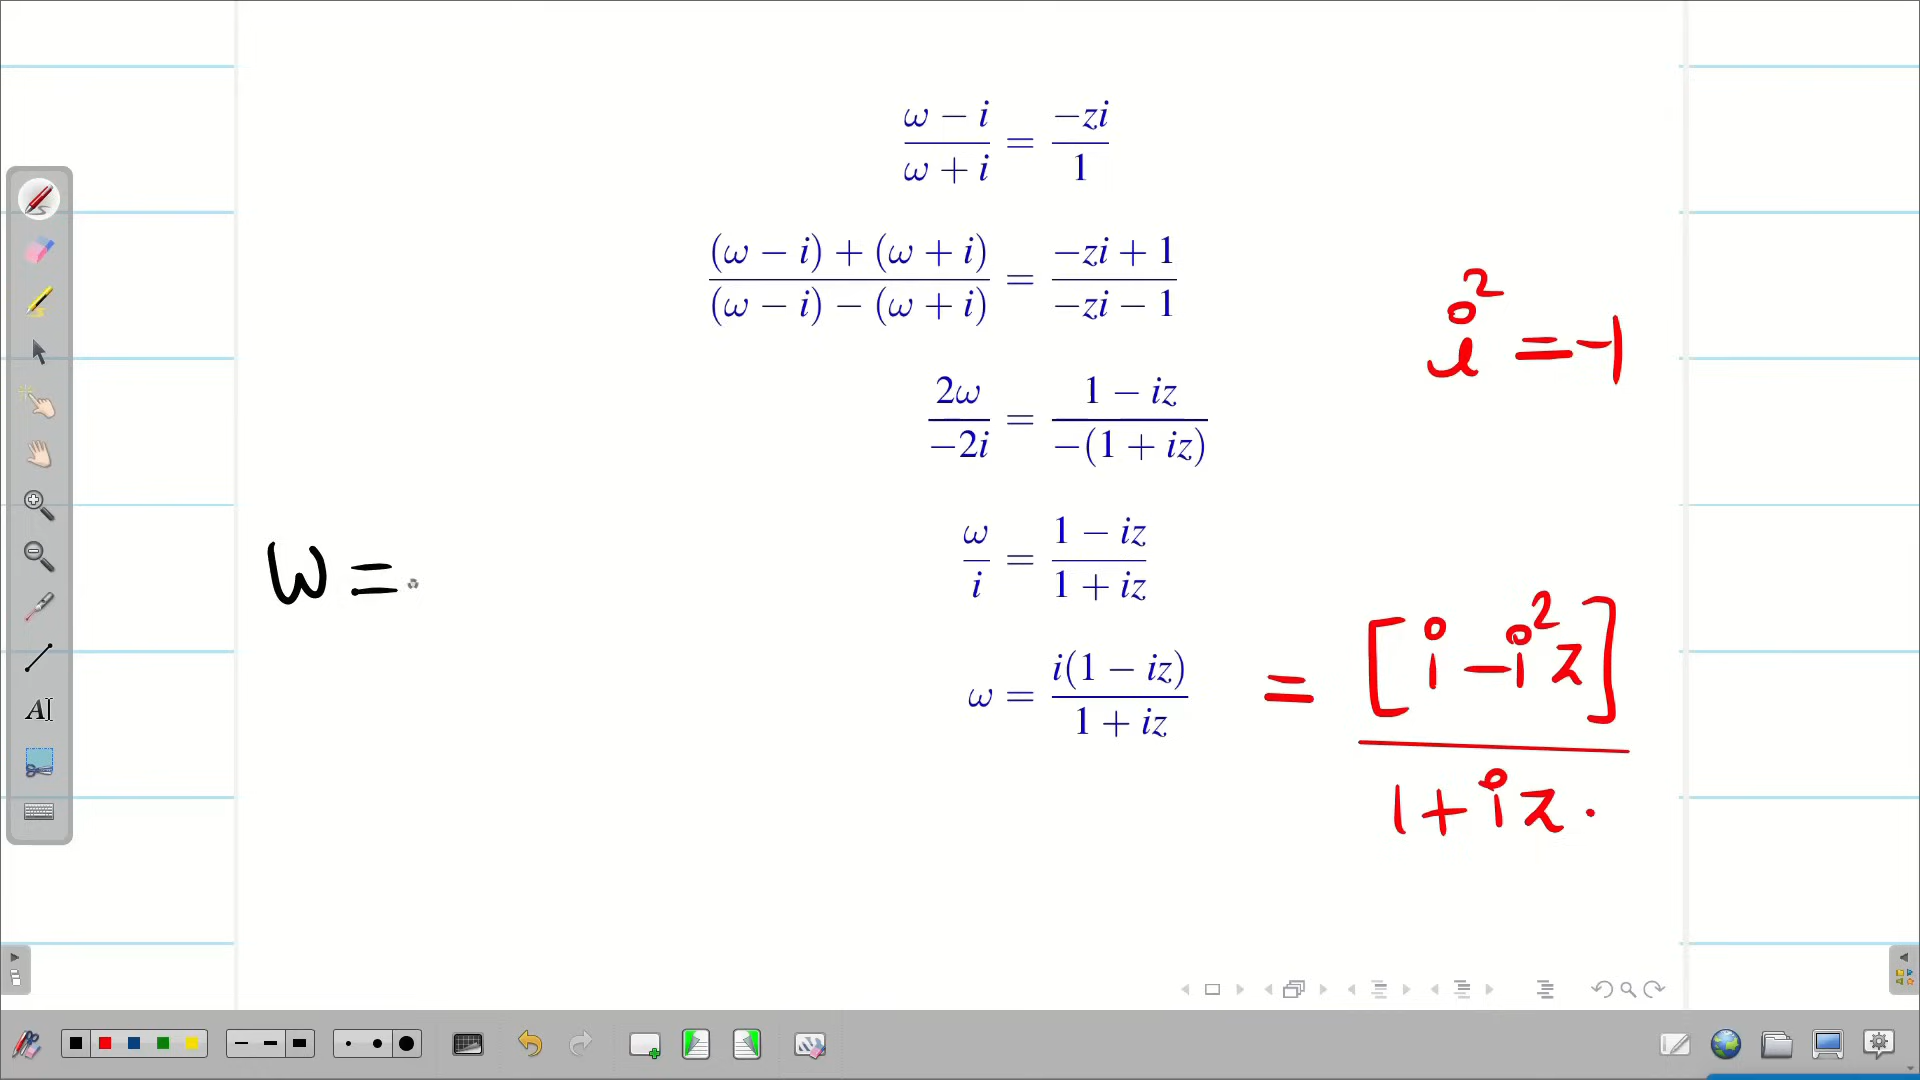 (ω − i)/(ω + i) = −zi/1
((ω − i) + (ω + i))/((ω − i) − (ω + i)) = (−zi + 1)/(−zi − 1)
i² = −1
2ω/−2i = (1 − iz)/−(1 + iz)
ω/i = (1 − iz)/(1 + iz)
W =
ω = i(1 − iz)/(1 + iz) = [i − i²z]/(1 + iz.)
A